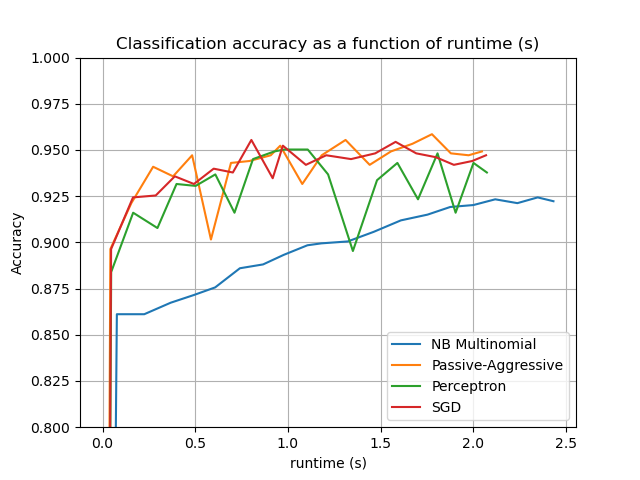 Classification accuracy as a function of runtime (s)
1.000
0.975
0.950
0.925
0.900
0.875
0.850
0.825
0.800
Accuracy
NB Multinomial
Passive-Aggressive
Perceptron
SGD
0.0 0.5 1.0 1.5 2.0 2.5
runtime (s)